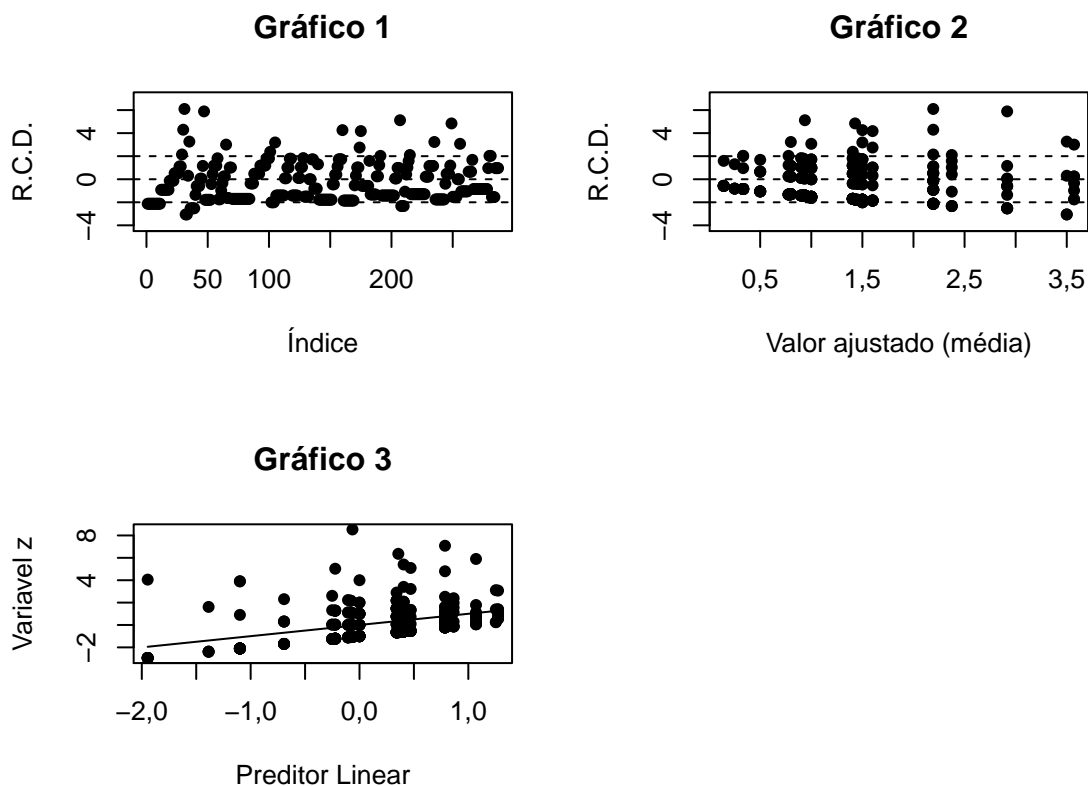 Gráfico 1
R.C.D.
−4
0
4
0
50
100
200
Índice
Gráfico 2
R.C.D.
−4
0
4
0,5
1,5
2,5
3,5
Valor ajustado (média)
Gráfico 3
Variavel z
−2
4
8
−2,0
−1,0
0,0
1,0
Preditor Linear